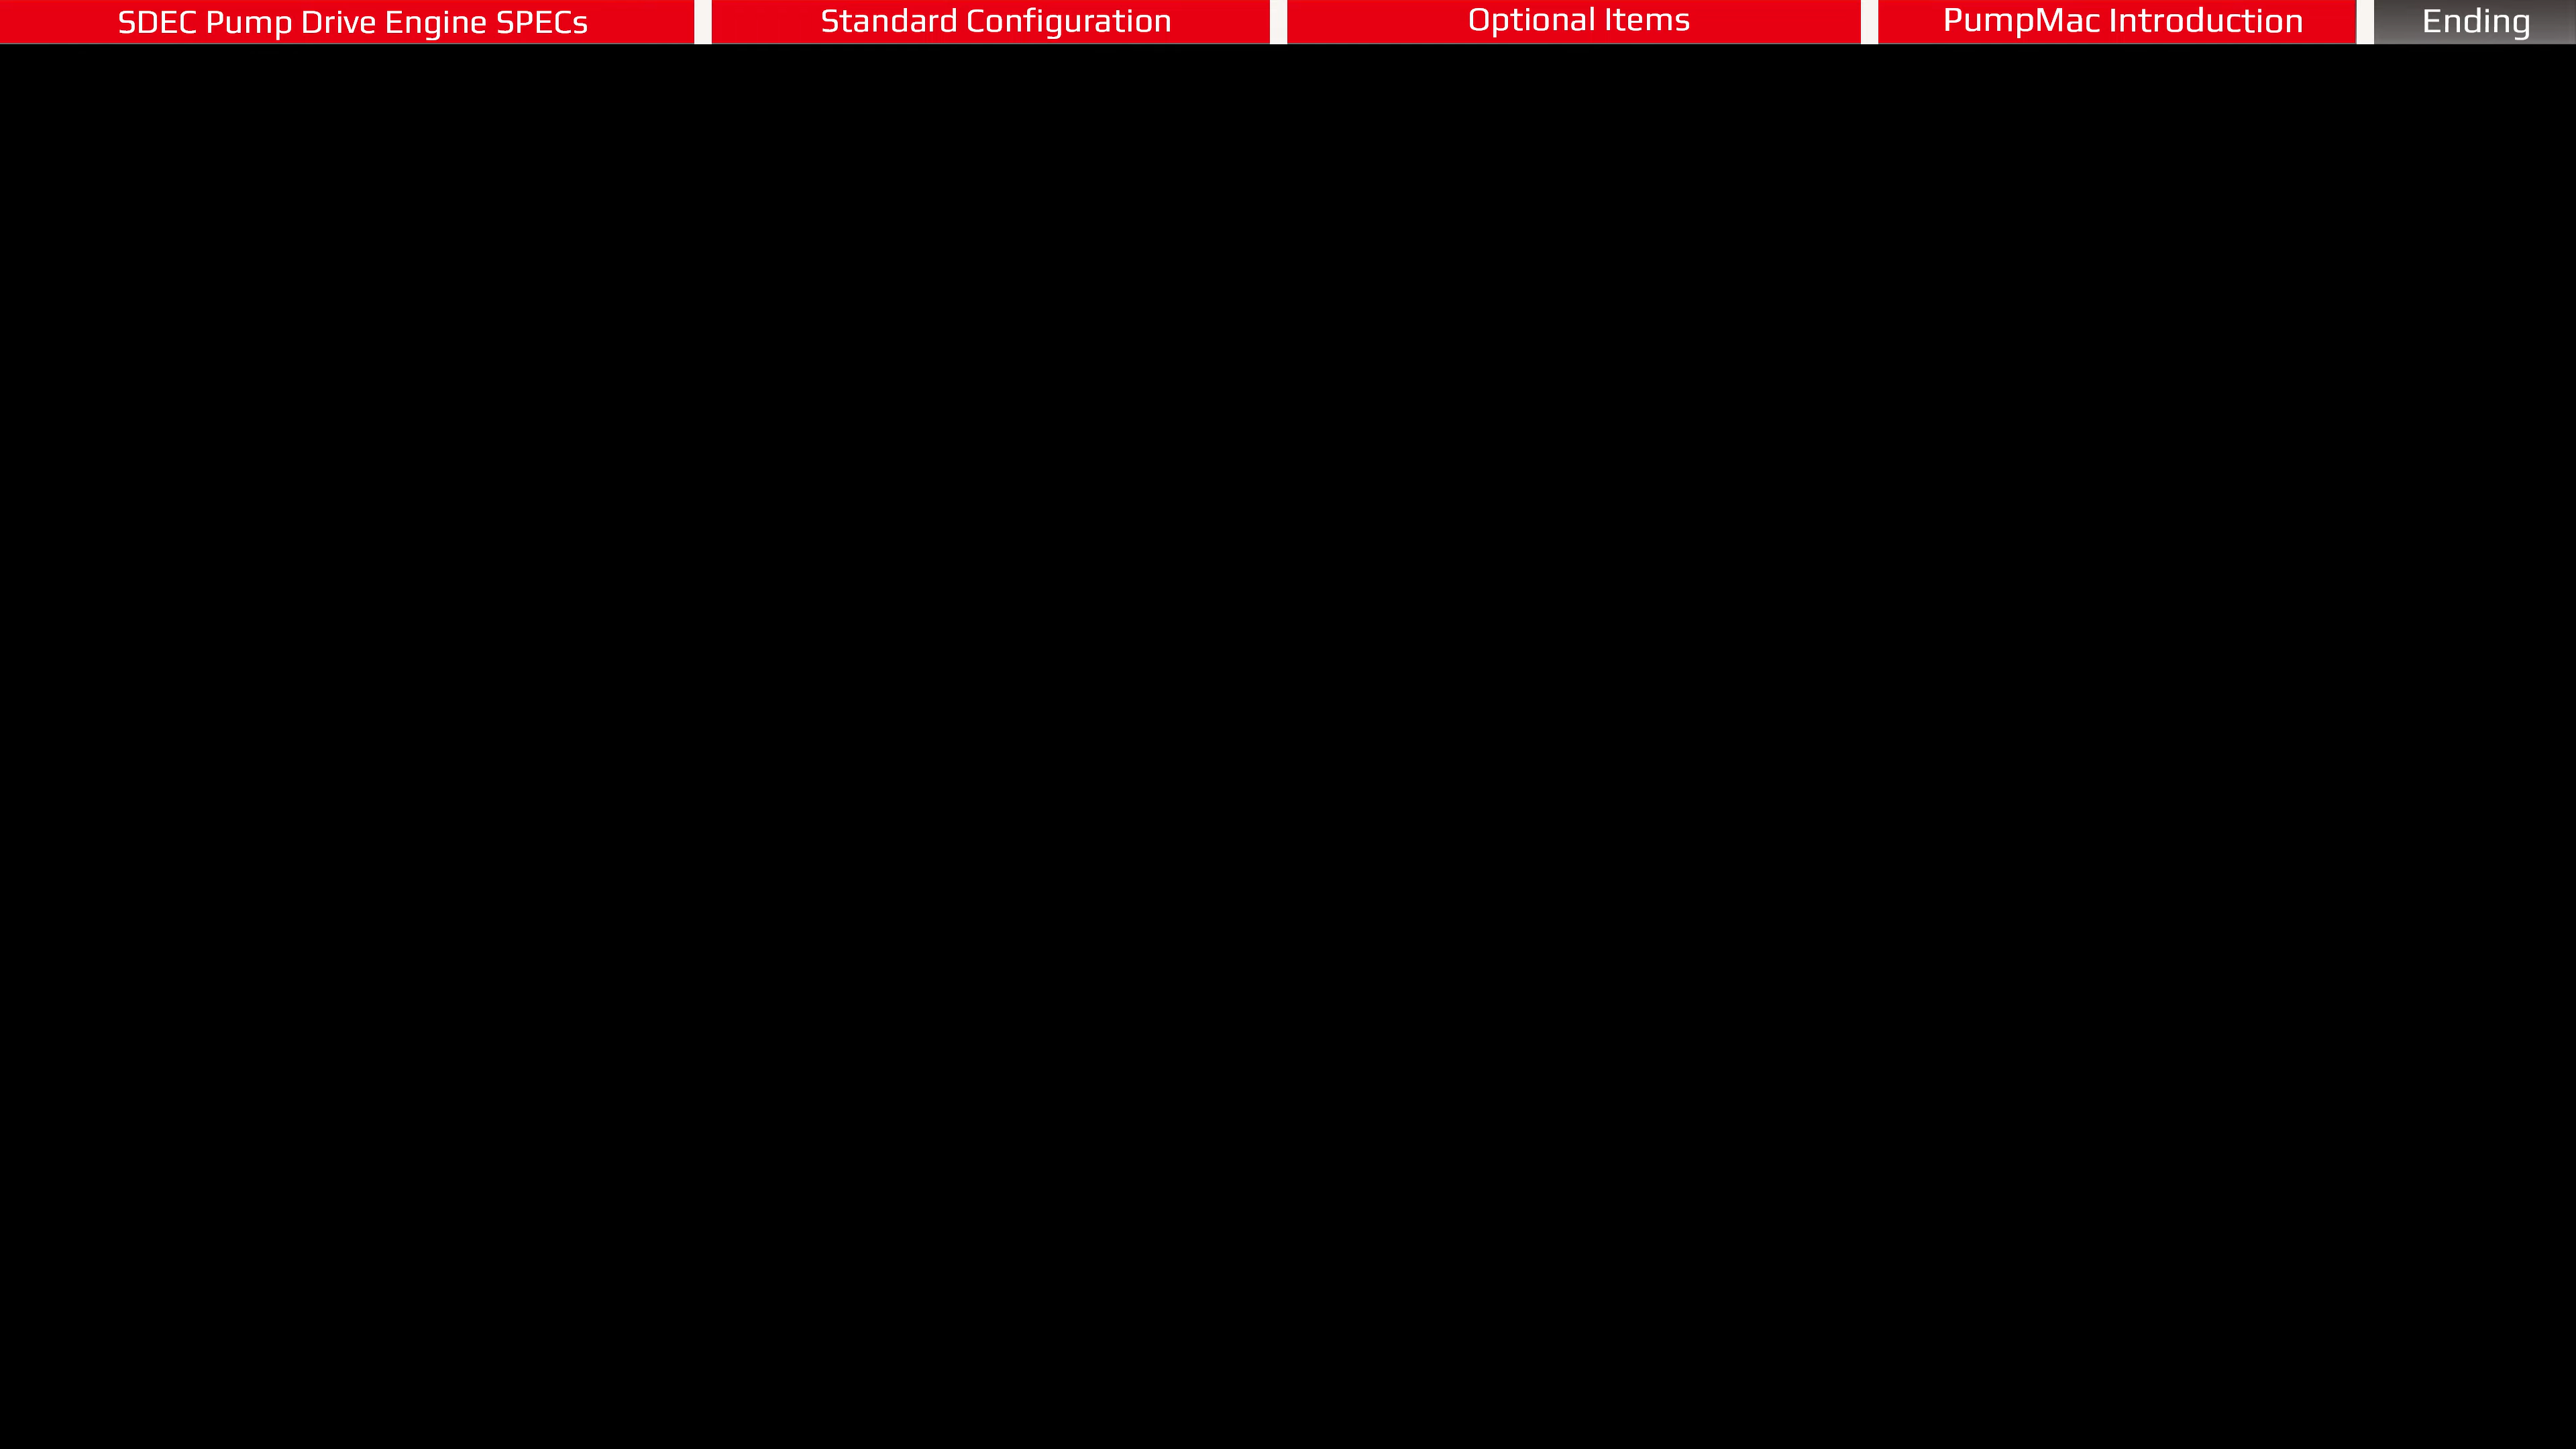 SDEC Pump Drive Engine SPECs
Standard Configuration
Optional Items
PumpMac Introduction
Ending